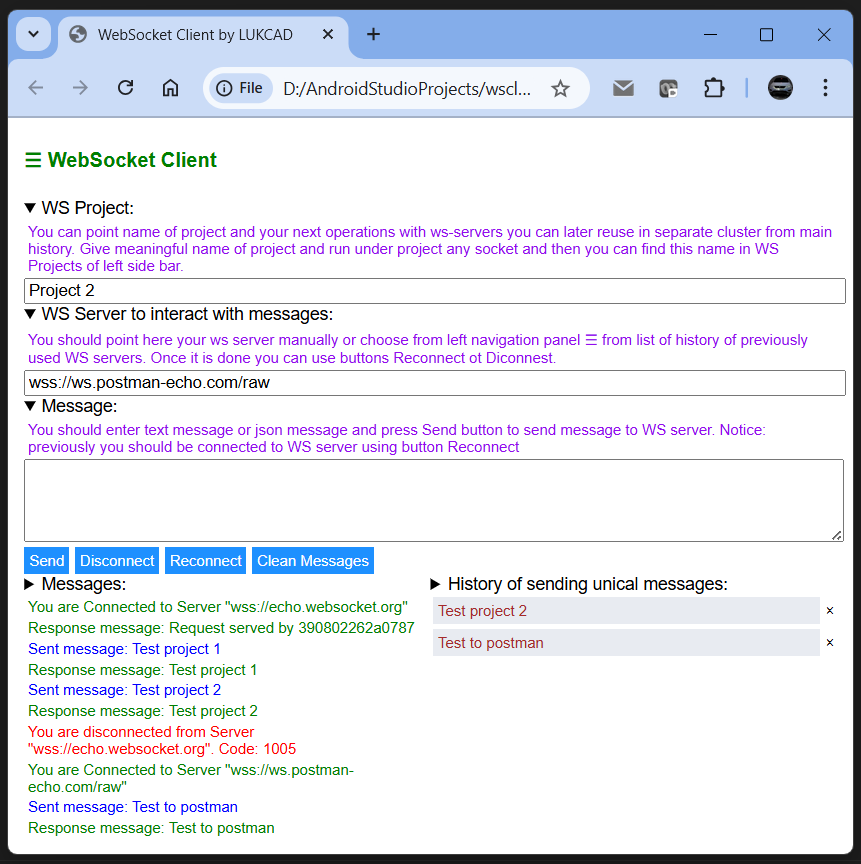 WebSocket Client by LUKCAD
File
D:/AndroidStudioProjects/wscl...
☰ WebSocket Client
▼ WS Project:
You can point name of project and your next operations with ws-servers you can later reuse in separate cluster from main
history. Give meaningful name of project and run under project any socket and then you can find this name in WS
Projects of left side bar.
Project 2
▼ WS Server to interact with messages:
You should point here your ws server manually or choose from left navigation panel ☰ from list of history of previously
used WS servers. Once it is done you can use buttons Reconnect ot Diconnest.
wss://ws.postman-echo.com/raw
▼ Message:
You should enter text message or json message and press Send button to send message to WS server. Notice:
previously you should be connected to WS server using button Reconnect
Send Disconnect Reconnect Clean Messages
▶ Messages:
You are Connected to Server "wss://echo.websocket.org"
Response message: Request served by 390802262a0787
Sent message: Test project 1
Response message: Test project 1
Sent message: Test project 2
Response message: Test project 2
You are disconnected from Server
"wss://echo.websocket.org". Code: 1005
You are Connected to Server "wss://ws.postman-
echo.com/raw"
Sent message: Test to postman
Response message: Test to postman
▶ History of sending unical messages:
Test project 2 ×
Test to postman ×